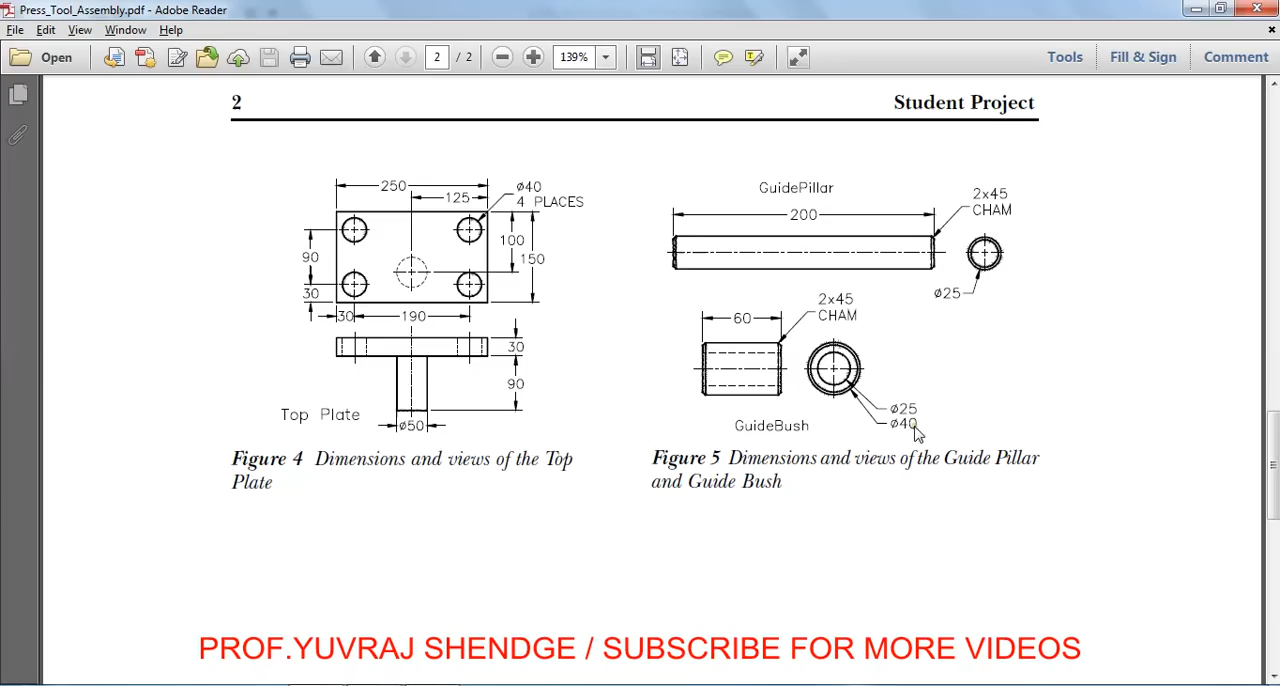 Press_Tool_Assembly.pdf - Adobe Reader
File Edit View Window Help
Open 2 / 2 139% Tools Fill & Sign Comment
2 Student Project
250
125
ø40
4 PLACES
100
150
90
30
30 190
30
90
Top Plate
ø50
Figure 4 Dimensions and views of the Top
Plate
GuidePillar
200
2x45
CHAM
ø25
60
2x45
CHAM
ø25
ø40
GuideBush
Figure 5 Dimensions and views of the Guide Pillar
and Guide Bush
PROF.YUVRAJ SHENDGE / SUBSCRIBE FOR MORE VIDEOS